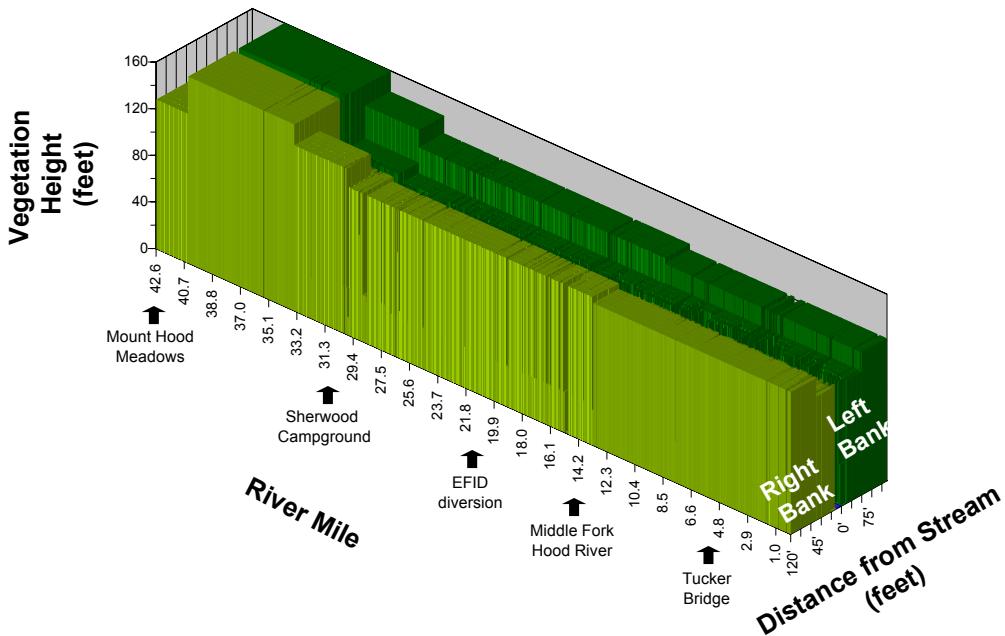 Vegetation
Height
(feet)
160
120
80
40
0
42.6
40.7
38.8
37.0
35.1
33.2
31.3
29.4
27.5
25.6
23.7
21.8
19.9
18.0
16.1
14.2
12.3
10.4
8.5
6.6
4.8
2.9
1.0
Mount Hood
Meadows
Sherwood
Campground
EFID
diversion
Middle Fork
Hood River
Tucker
Bridge
River Mile
Right
Bank
Left
Bank
120'
45'
0'
75'
Distance from Stream
(feet)